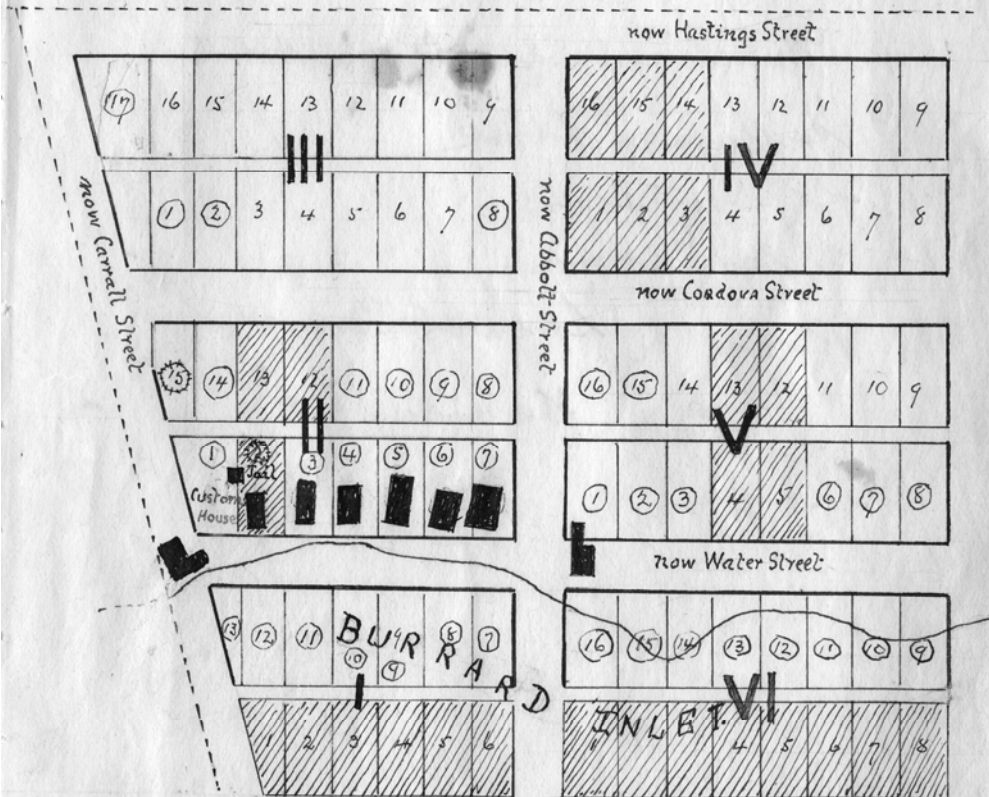 now Hastings Street
17 16 15 14 13 12 11 10 9
16 15 14 13 12 11 10 9
III
IV
1 2 3 4 5 6 7 8
1 2 3 4 5 6 7 8
now Carrall Street
now Abbott Street
now Cordova Street
15 14 13 12 11 10 9 8
16 15 14 13 12 11 10 9
II
V
1 2 3 4 5 6 7
Jail
Customs House
1 2 3 4 5 6 7 8
now Water Street
13 12 11 10 9 8 7
16 15 14 13 12 11 10 9
BURRARD INLET.
I
VI
1 2 3 4 5 6
1 4 5 6 7 8